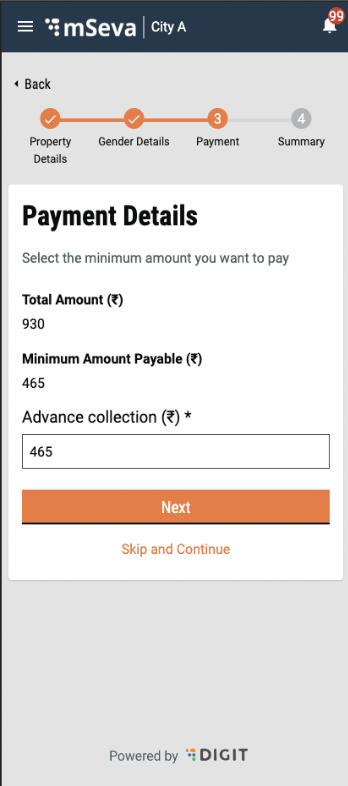 mSeva | City A
99
Back
3
4
Property
Details
Gender Details
Payment
Summary
Payment Details
Select the minimum amount you want to pay
Total Amount (₹)
930
Minimum Amount Payable (₹)
465
Advance collection (₹) *
465
Next
Skip and Continue
Powered by DIGIT